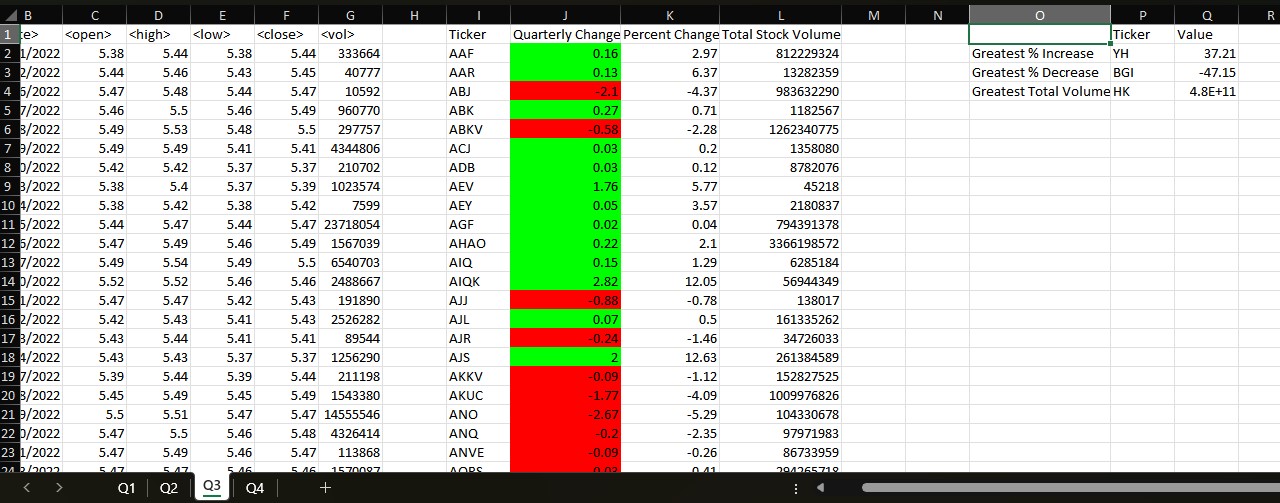 B C D E F G H I J K L M N O P Q R
1 te> <open> <high> <low> <close> <vol> Ticker Quarterly Change Percent Change Total Stock Volume Ticker Value
2 1/2022 5.38 5.44 5.38 5.44 333664 AAF 0.16 2.97 812229324 Greatest % Increase YH 37.21
3 2/2022 5.44 5.46 5.43 5.45 40777 AAR 0.13 6.37 13282359 Greatest % Decrease BGI -47.15
4 5/2022 5.47 5.48 5.44 5.47 10592 ABJ -2.1 -4.37 983632290 Greatest Total Volume HK 4.8E+11
5 7/2022 5.46 5.5 5.46 5.49 960770 ABK 0.27 0.71 1182567
6 8/2022 5.49 5.53 5.48 5.5 297757 ABKV -0.58 -2.28 1262340775
7 9/2022 5.49 5.49 5.41 5.41 4344806 ACJ 0.03 0.2 1358080
8 0/2022 5.42 5.42 5.37 5.37 210702 ADB 0.03 0.12 8782076
9 3/2022 5.38 5.4 5.37 5.39 1023574 AEV 1.76 5.77 45218
10 4/2022 5.38 5.42 5.38 5.42 7599 AEY 0.05 3.57 2180837
11 5/2022 5.44 5.47 5.44 5.47 23718054 AGF 0.02 0.04 794391378
12 6/2022 5.47 5.49 5.46 5.49 1567039 AHAO 0.22 2.1 3366198572
13 7/2022 5.49 5.54 5.49 5.5 6540703 AIQ 0.15 1.29 6285184
14 0/2022 5.52 5.52 5.46 5.46 2488667 AIQK 2.82 12.05 56944349
15 1/2022 5.47 5.47 5.42 5.43 191890 AJJ -0.88 -0.78 138017
16 2/2022 5.42 5.43 5.41 5.43 2526282 AJL 0.07 0.5 161335262
17 3/2022 5.43 5.44 5.41 5.41 89544 AJR -0.24 -1.46 34726033
18 4/2022 5.43 5.43 5.37 5.37 1256290 AJS 2 12.63 261384589
19 7/2022 5.39 5.44 5.39 5.44 211198 AKKV -0.09 -1.12 152827525
20 8/2022 5.45 5.49 5.45 5.49 1543380 AKUC -1.77 -4.09 1009976826
21 9/2022 5.5 5.51 5.47 5.47 14555546 ANO -2.67 -5.29 104330678
22 0/2022 5.47 5.5 5.46 5.48 4326414 ANQ -0.2 -2.35 97971983
23 1/2022 5.47 5.49 5.46 5.47 113868 ANVE -0.09 -0.26 86733959
Q1 Q2 Q3 Q4 +